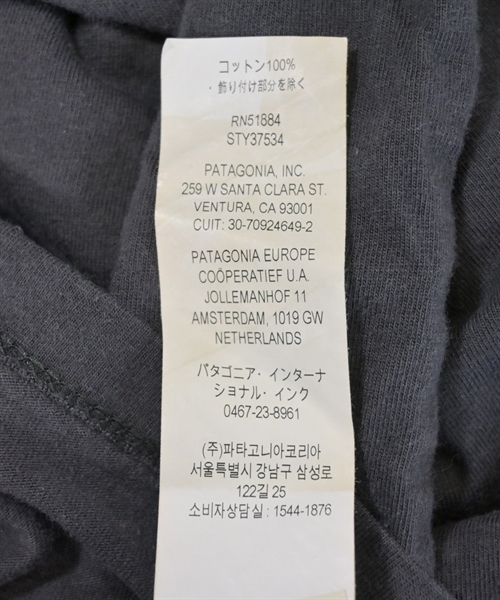 コットン100%
・飾り付け部分を除く
RN51884
STY37534
PATAGONIA, INC.
259 W SANTA CLARA ST.
VENTURA, CA 93001
CUIT: 30-70924649-2
PATAGONIA EUROPE
COÖPERATIEF U.A.
JOLLEMANHOF 11
AMSTERDAM, 1019 GW
NETHERLANDS
パタゴニア・インターナ
ショナル・インク
0467-23-8961
(주)파타고니아코리아
서울특별시 강남구 삼성로
122길 25
소비자상담실 : 1544-1876